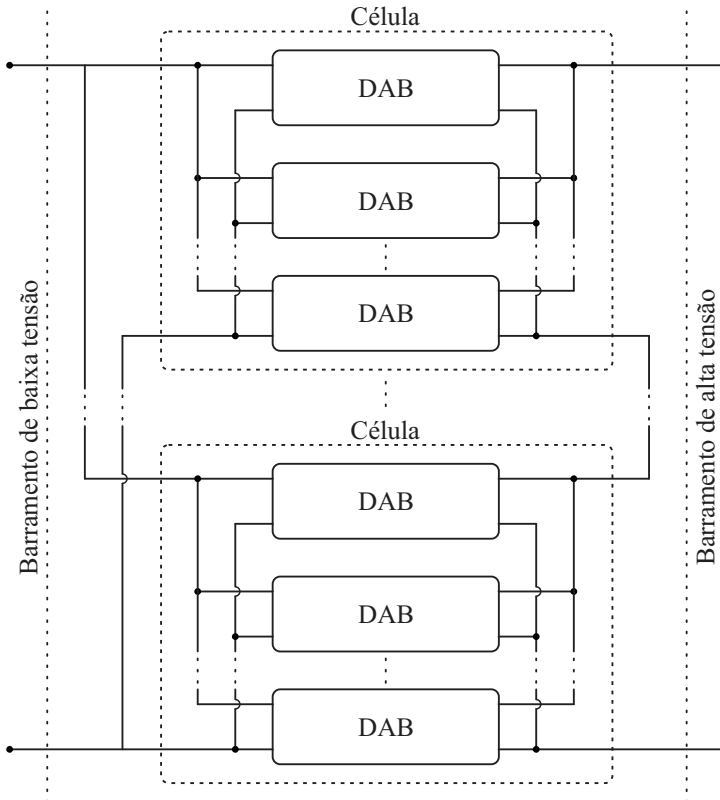 Célula
DAB
DAB
DAB
Barramento de baixa tensão
Barramento de alta tensão
Célula
DAB
DAB
DAB